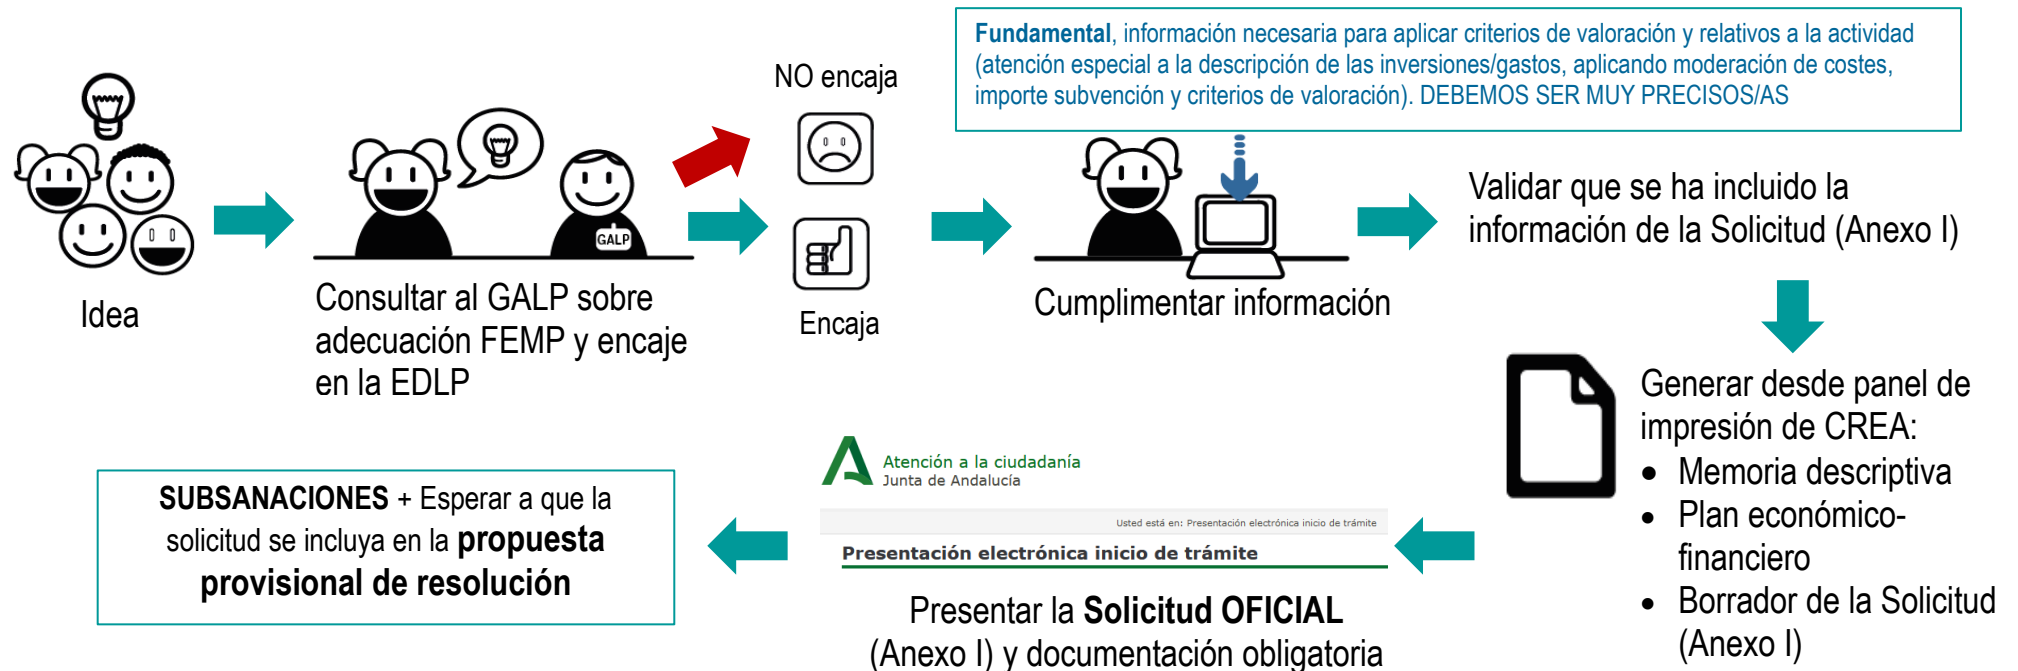 Idea
Consultar al GALP sobre
adecuación FEMP y encaje
en la EDLP
GALP
NO encaja
Encaja
Fundamental, información necesaria para aplicar criterios de valoración y relativos a la actividad
(atención especial a la descripción de las inversiones/gastos, aplicando moderación de costes,
importe subvención y criterios de valoración). DEBEMOS SER MUY PRECISOS/AS
Cumplimentar información
Validar que se ha incluido la
información de la Solicitud (Anexo I)
Generar desde panel de
impresión de CREA:
• Memoria descriptiva
• Plan económico-
financiero
• Borrador de la Solicitud
(Anexo I)
Atención a la ciudadanía
Junta de Andalucía
Usted está en: Presentación electrónica inicio de trámite
Presentación electrónica inicio de trámite
Presentar la Solicitud OFICIAL
(Anexo I) y documentación obligatoria
SUBSANACIONES + Esperar a que la
solicitud se incluya en la propuesta
provisional de resolución